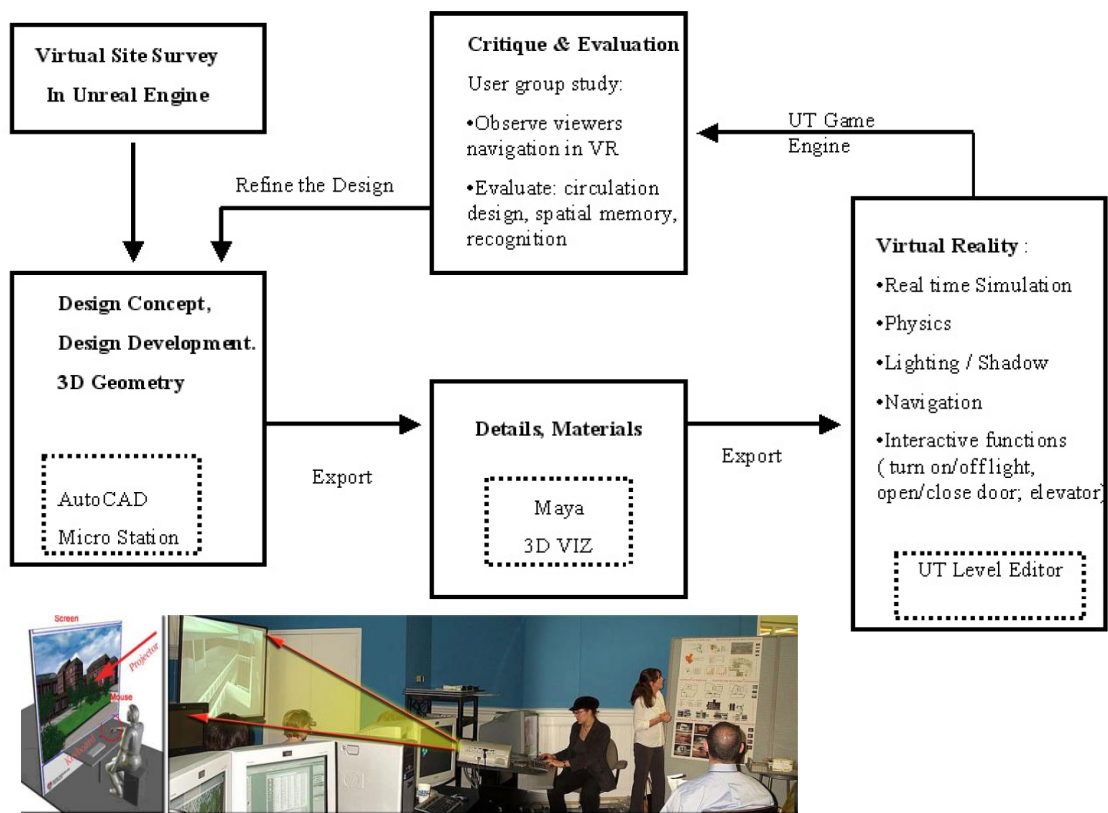 Virtual Site Survey
In Unreal Engine
Critique & Evaluation
User group study:
•Observe viewers
navigation in VR
•Evaluate: circulation
design, spatial memory,
recognition
UT Game
Engine
Refine the Design
Design Concept,
Design Development.
3D Geometry
AutoCAD
Micro Station
Export
Details, Materials
Maya
3D VIZ
Export
Virtual Reality :
•Real time Simulation
•Physics
•Lighting / Shadow
•Navigation
•Interactive functions
( turn on/off light,
open/close door; elevator)
UT Level Editor
Screen
Projector
Mouse
Keyboard